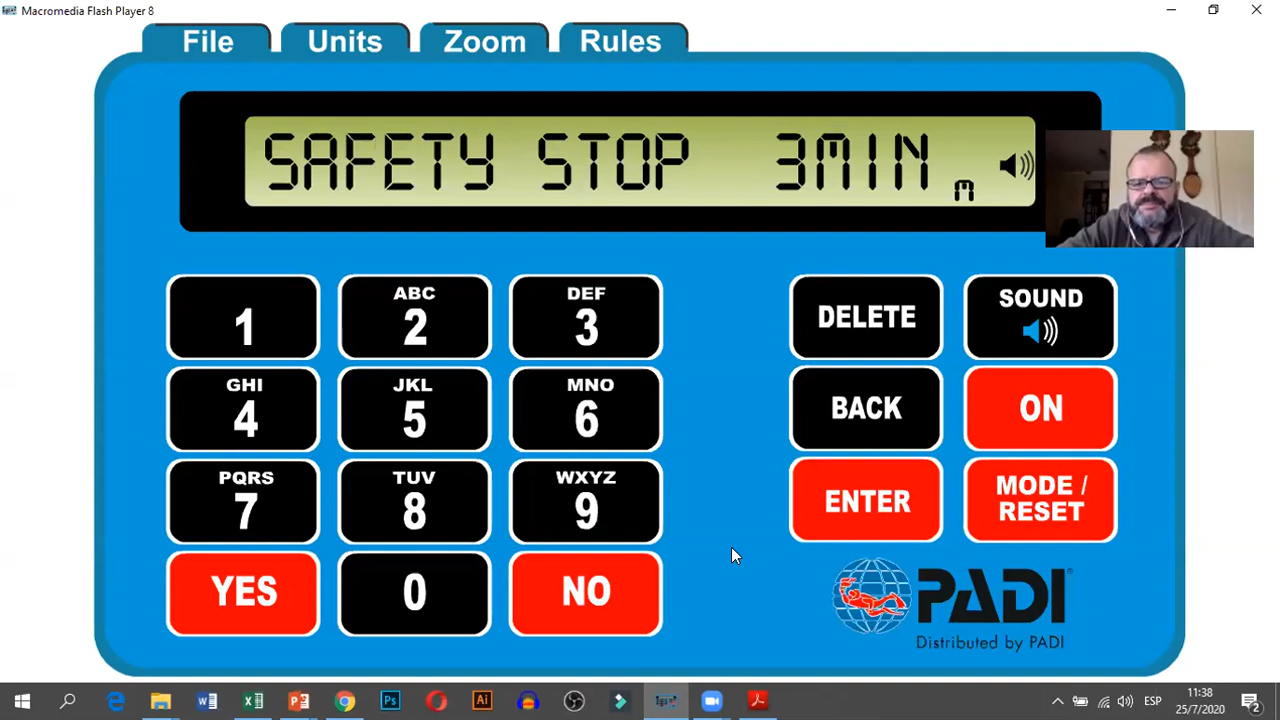 Macromedia Flash Player 8
File Units Zoom Rules
SAFETY STOP 3MIN M
1 ABC 2 DEF 3 DELETE SOUND
GHI 4 JKL 5 MNO 6 BACK ON
PQRS 7 TUV 8 WXYZ 9 ENTER MODE /
RESET
YES 0 NO
PADI®
Distributed by PADI
ESP
11:38
25/7/2020
2